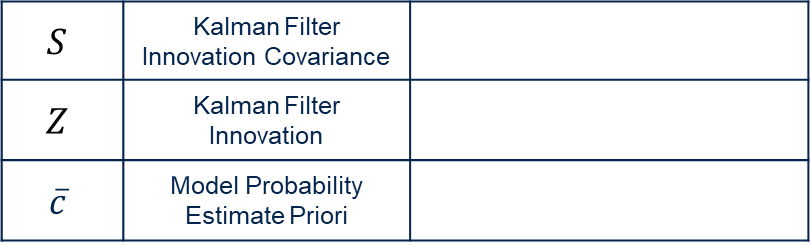 S
Kalman Filter
Innovation Covariance
Z
Kalman Filter
Innovation
c̄
Model Probability
Estimate Priori